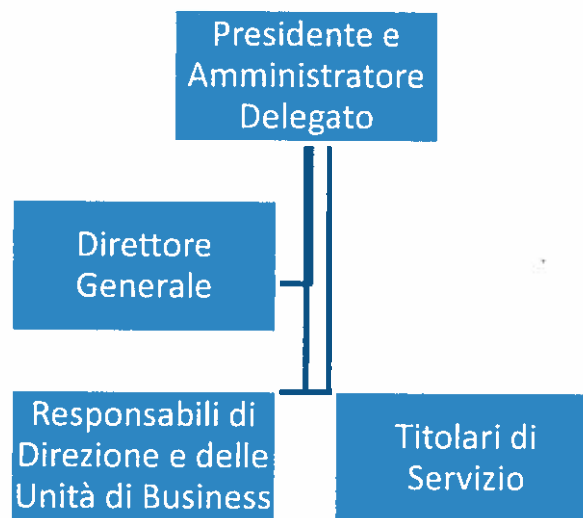 Presidente e
Amministratore
Delegato
Direttore
Generale
Responsabili di
Direzione e delle
Unità di Business
Titolari di
Servizio